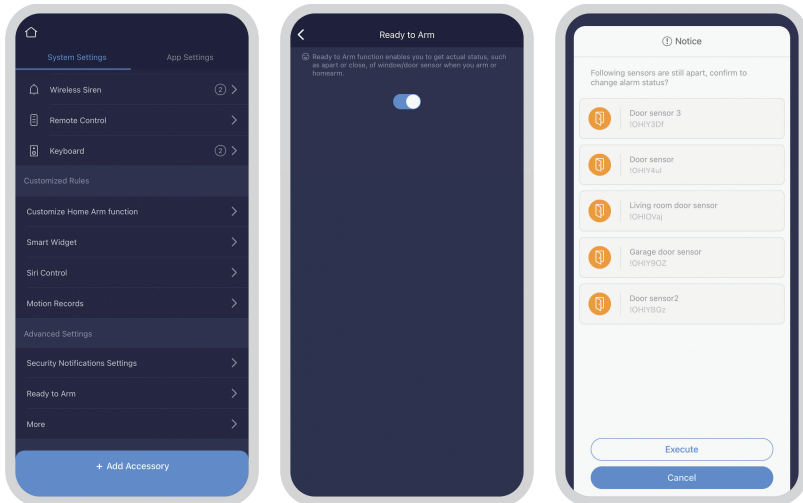 System Settings
App Settings
Wireless Siren
2
Remote Control
Keyboard
2
Customized Rules
Customize Home Arm function
Smart Widget
Siri Control
Motion Records
Advanced Settings
Security Notifications Settings
Ready to Arm
More
+ Add Accessory
Ready to Arm
Ready to Arm function enables you to get actual status, such
as apart or close, of window/door sensor when you arm or
homearm.
Notice
Following sensors are still apart, confirm to
change alarm status?
Door sensor 3
!OHIY3Df
Door sensor
!OHIY4ul
Living room door sensor
!OHIOVaj
Garage door sensor
!OHIY9OZ
Door sensor2
!OHIYBGz
Execute
Cancel